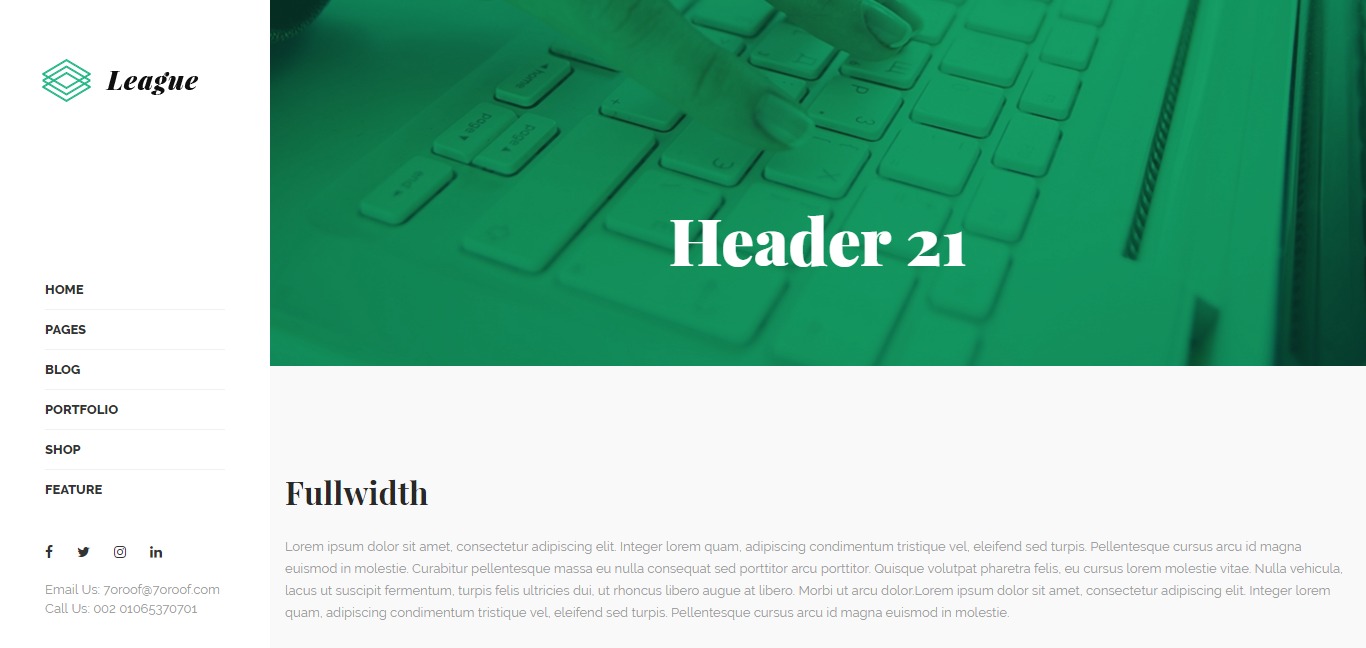 League
HOME
PAGES
BLOG
PORTFOLIO
SHOP
FEATURE
Email Us: 7oroof@7oroof.com
Call Us: 002 01065370701
home
page
page
end
Header 21
Fullwidth
Lorem ipsum dolor sit amet, consectetur adipiscing elit. Integer lorem quam, adipiscing condimentum tristique vel, eleifend sed turpis. Pellentesque cursus arcu id magna
euismod in molestie. Curabitur pellentesque massa eu nulla consequat sed porttitor arcu porttitor. Quisque volutpat pharetra felis, eu cursus lorem molestie vitae. Nulla vehicula,
lacus ut suscipit fermentum, turpis felis ultricies dui, ut rhoncus libero augue at libero. Morbi ut arcu dolor.Lorem ipsum dolor sit amet, consectetur adipiscing elit. Integer lorem
quam, adipiscing condimentum tristique vel, eleifend sed turpis. Pellentesque cursus arcu id magna euismod in molestie.